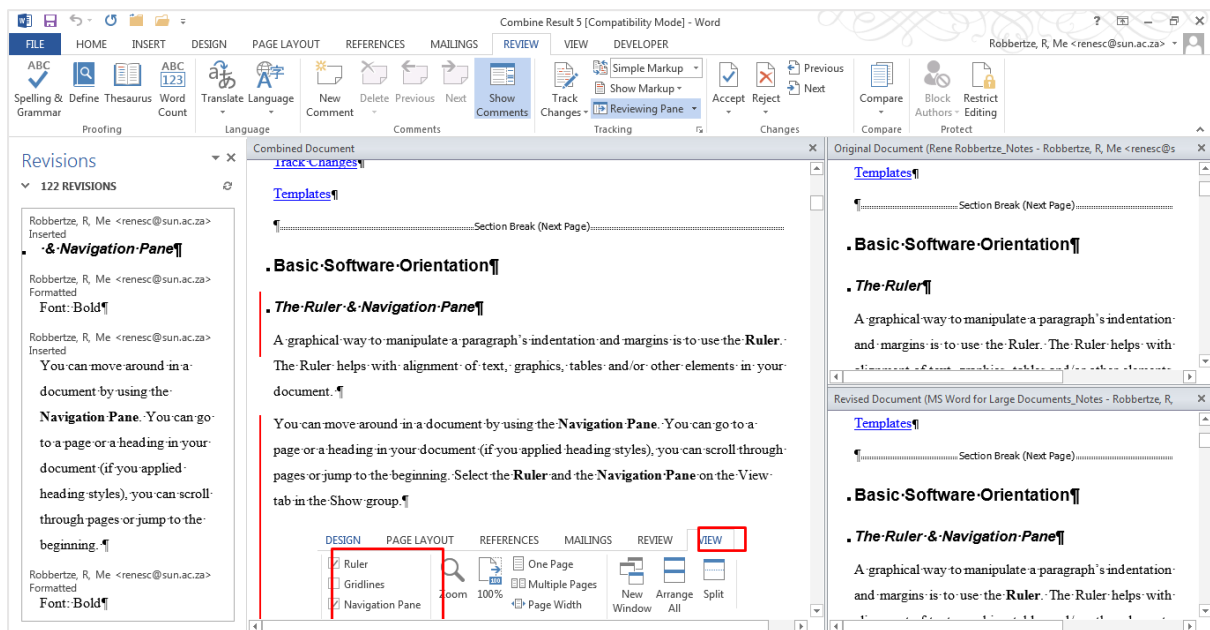 Combine Result 5 [Compatibility Mode] - Word
FILE HOME INSERT DESIGN PAGE LAYOUT REFERENCES MAILINGS REVIEW VIEW DEVELOPER
Robbertze, R, Me <renesc@sun.ac.za>
ABC
Spelling & Grammar
Define
Thesaurus
ABC
123
Word Count
Proofing
Translate
Language
Language
New Comment
Delete
Previous
Next
Show Comments
Comments
Track Changes
Simple Markup
Show Markup
Reviewing Pane
Tracking
Accept
Reject
Previous
Next
Changes
Compare
Compare
Block Authors
Restrict Editing
Protect
Revisions
122 REVISIONS
Robbertze, R, Me <renesc@sun.ac.za>
Inserted
·&·Navigation·Pane¶
Robbertze, R, Me <renesc@sun.ac.za>
Formatted
Font:·Bold¶
Robbertze, R, Me <renesc@sun.ac.za>
Inserted
You·can·move·around·in·a·
document·by·using·the·
Navigation·Pane.·You·can·go·
to·a·page·or·a·heading·in·your·
document·(if·you·applied·
heading·styles),·you·can·scroll·
through·pages·or·jump·to·the·
beginning.·¶
Robbertze, R, Me <renesc@sun.ac.za>
Formatted
Font:·Bold¶
Combined Document
Track·Changes¶
Templates¶
¶ Section Break (Next Page)
Basic·Software·Orientation¶
The·Ruler·&·Navigation·Pane¶
A·graphical·way·to·manipulate·a·paragraph's·indentation·and·margins·is·to·use·the·Ruler.·
The·Ruler·helps·with·alignment·of·text,·graphics,·tables·and/or·other·elements·in·your·
document.·¶
You·can·move·around·in·a·document·by·using·the·Navigation·Pane.·You·can·go·to·a·
page·or·a·heading·in·your·document·(if·you·applied·heading·styles),·you·can·scroll·through·
pages·or·jump·to·the·beginning.·Select·the·Ruler·and·the·Navigation·Pane·on·the·View·
tab·in·the·Show·group.¶
DESIGN PAGE LAYOUT REFERENCES MAILINGS REVIEW VIEW
Ruler
Gridlines
Navigation Pane
Zoom
100
100%
One Page
Multiple Pages
Page Width
New Window
Arrange All
Split
Original Document (Rene Robbertze_Notes - Robbertze, R, Me <renesc@s
Templates¶
¶ Section Break (Next Page)
Basic·Software·Orientation¶
The·Ruler¶
A·graphical·way·to·manipulate·a·paragraph's·indentation·
and·margins·is·to·use·the·Ruler.·The·Ruler·helps·with·
alignment·of·text,·graphics,·tables·and/or·other·elements·
Revised Document (MS Word for Large Documents_Notes - Robbertze, R,
Templates¶
¶ Section Break (Next Page)
Basic·Software·Orientation¶
The·Ruler·&·Navigation·Pane¶
A·graphical·way·to·manipulate·a·paragraph's·indentation·
and·margins·is·to·use·the·Ruler.·The·Ruler·helps·with·